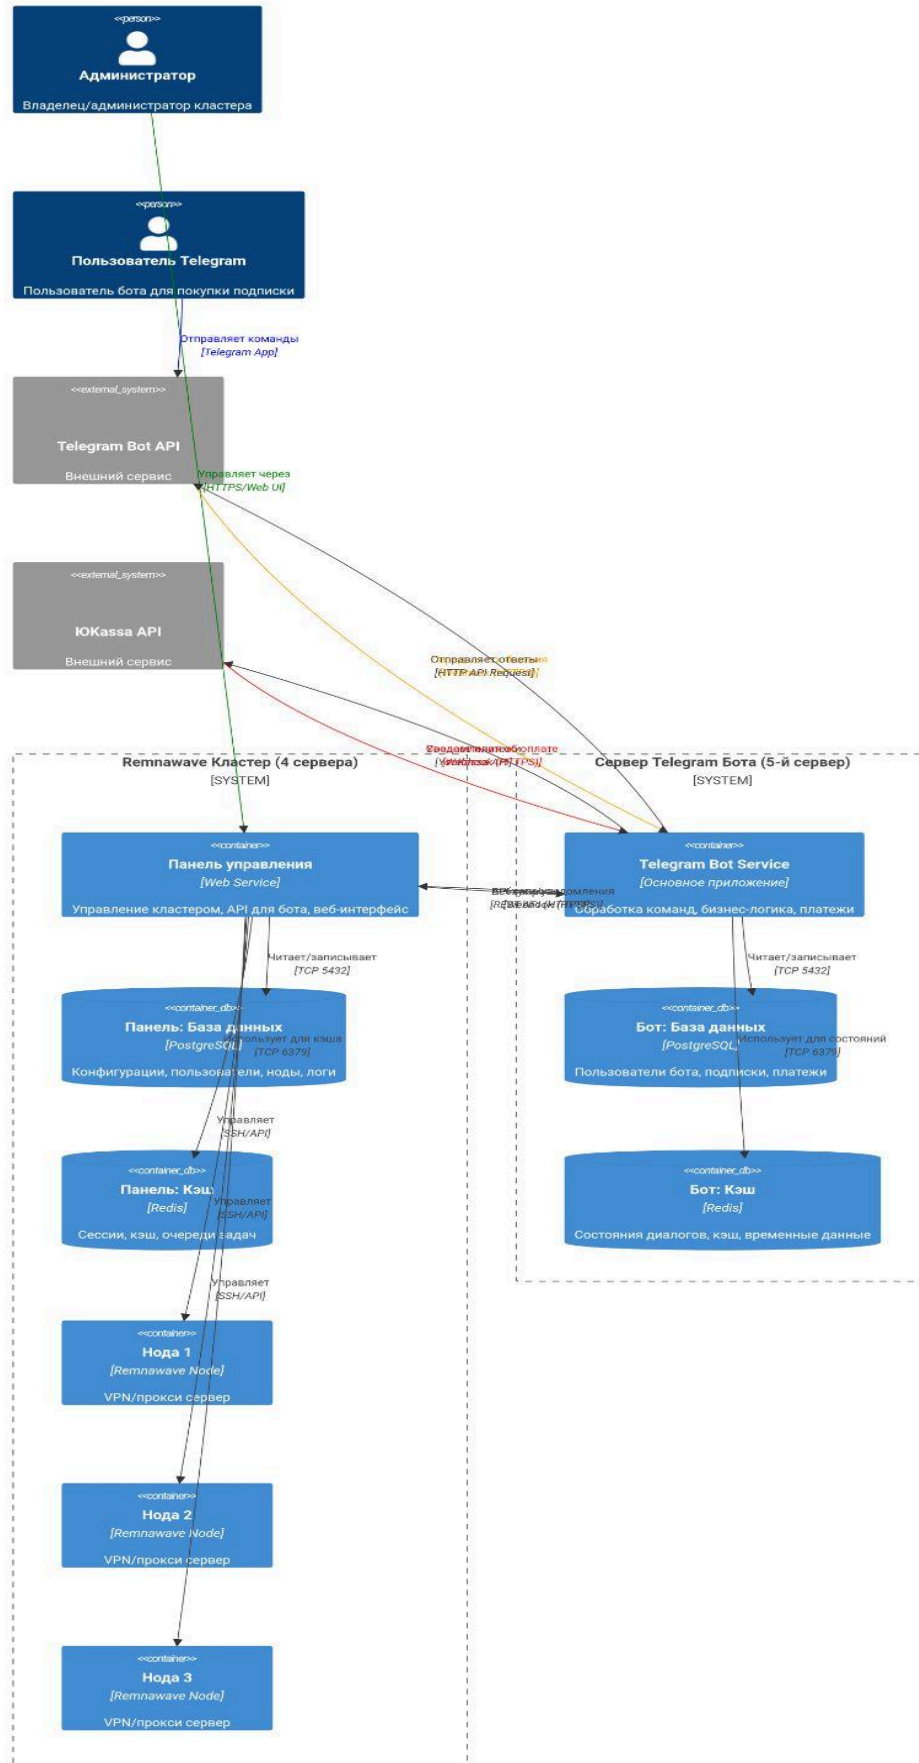 <<person>>
Администратор
Владелец/администратор кластера
<<person>>
Пользователь Telegram
Пользователь бота для покупки подписки
Отправляет команды
[Telegram App]
<<external_system>>
Telegram Bot API
Внешний сервис
Управляет через
[HTTPS/Web UI]
<<external_system>>
ЮKassa API
Внешний сервис
Отправляет ответы
[HTTP API Request]
оплате
Remnawave Кластер (4 сервера)
[SYSTEM]
Сервер Telegram Бота (5-й сервер)
[SYSTEM]
<<container>>
Панель управления
[Web Service]
Управление кластером, API для бота, веб-интерфейс
<<container>>
Telegram Bot Service
[Основное приложение]
Обработка команд, бизнес-логика, платежи
Читает/записывает
[TCP 5432]
Читает/записывает
[TCP 5432]
<<container_db>>
Панель: База данных
[PostgreSQL]
Конфигурации, пользователи, ноды, логи
Использует для кэша
[TCP 6379]
<<container_db>>
Бот: База данных
[PostgreSQL]
Пользователи бота, подписки, платежи
Использует для состояний
[TCP 6379]
Управляет
[SSH/API]
<<container_db>>
Панель: Кэш
[Redis]
Сессии, кэш, очереди задач
Управляет
[SSH/API]
<<container_db>>
Бот: Кэш
[Redis]
Состояния диалогов, кэш, временные данные
Управляет
[SSH/API]
<<container>>
Нода 1
[Remnawave Node]
VPN/прокси сервер
<<container>>
Нода 2
[Remnawave Node]
VPN/прокси сервер
<<container>>
Нода 3
[Remnawave Node]
VPN/прокси сервер